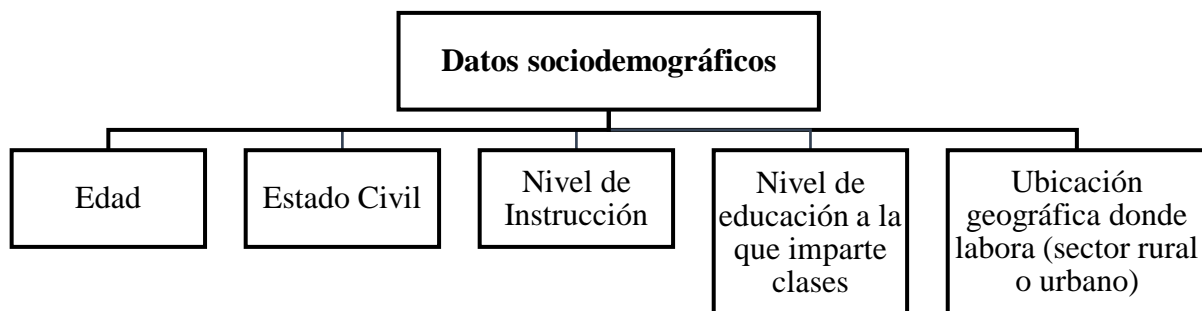 Datos sociodemográficos
Edad
Estado Civil
Nivel de
Instrucción
Nivel de
educación a la
que imparte
clases
Ubicación
geográfica donde
labora (sector rural
o urbano)